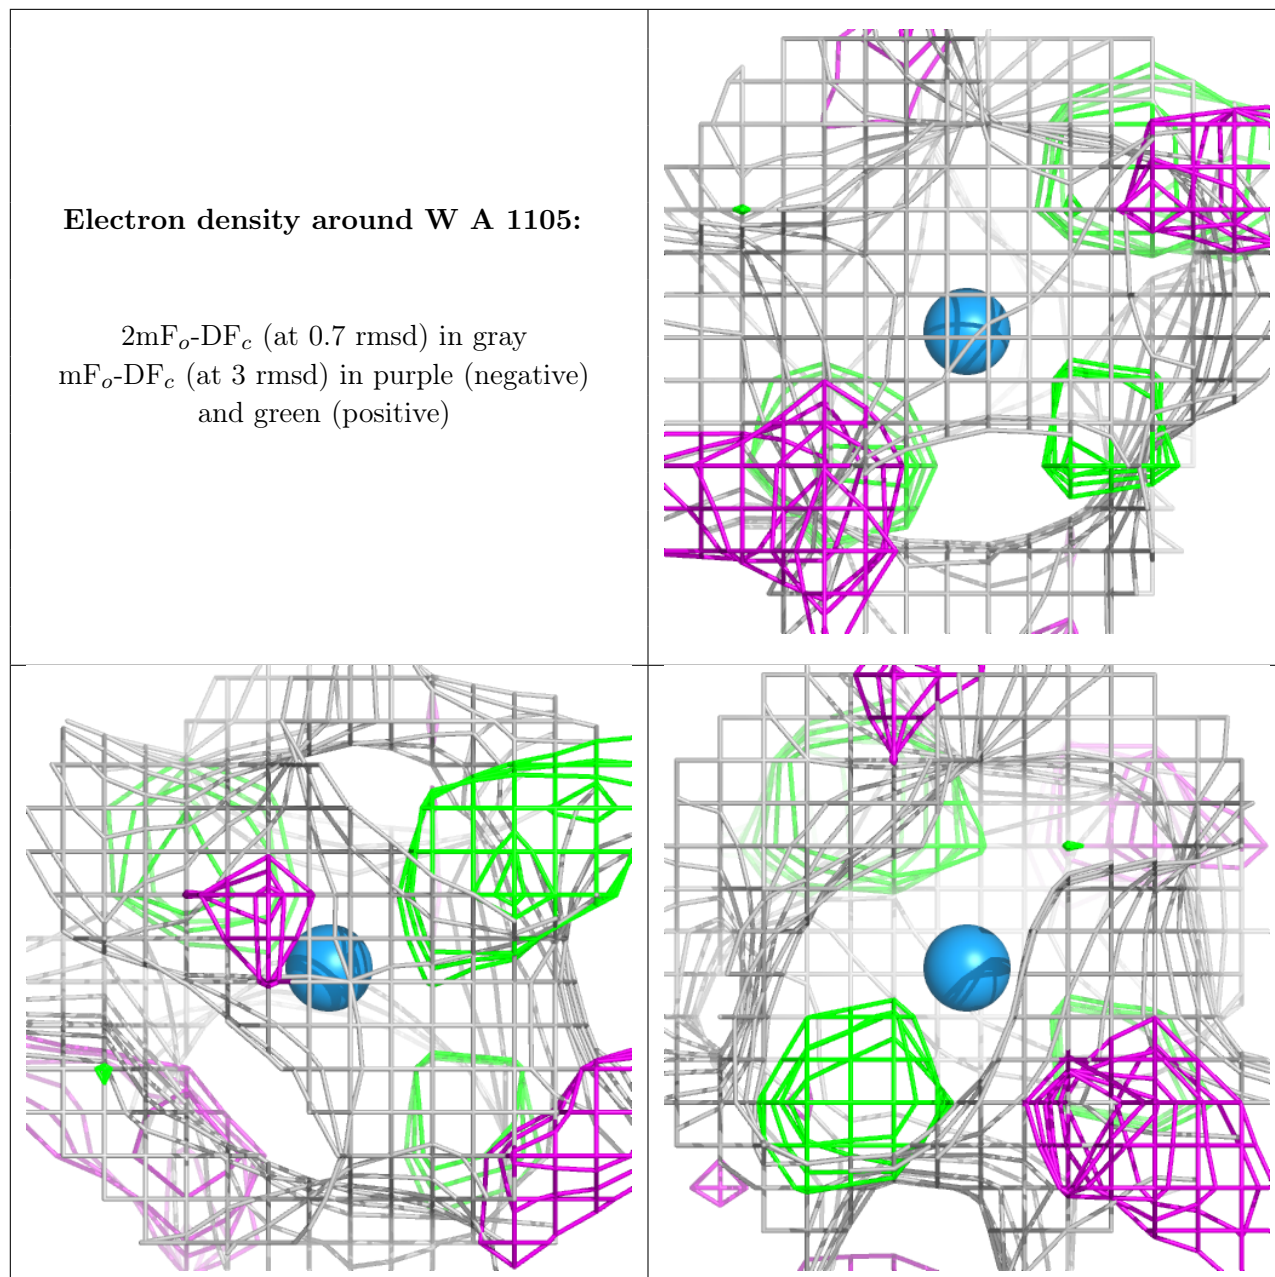 Electron density around W A 1105:
2mFₒ-DF𝑐 (at 0.7 rmsd) in gray
mFₒ-DF𝑐 (at 3 rmsd) in purple (negative)
and green (positive)